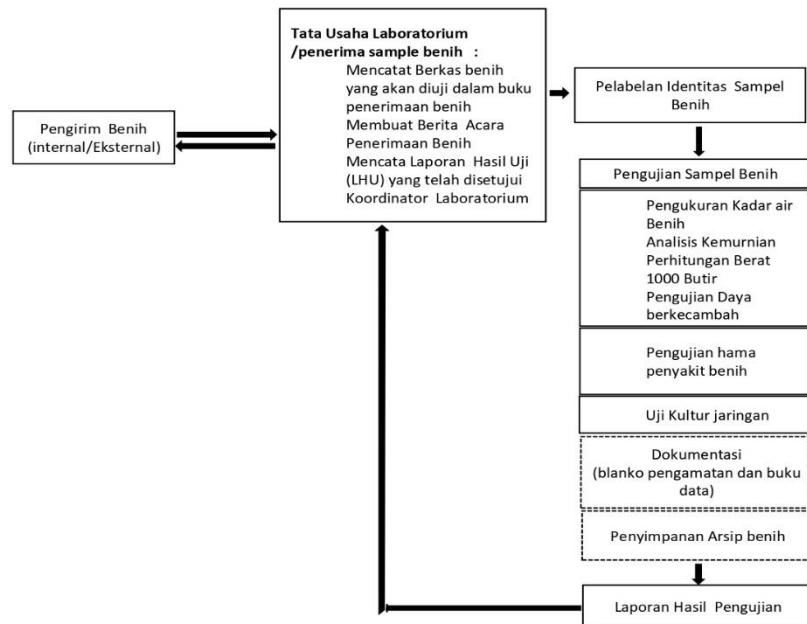 Pengirim Benih
(internal/Eksternal)
Tata Usaha Laboratorium
/penerima sample benih :
Mencatat Berkas benih
yang akan diuji dalam buku
penerimaan benih
Membuat Berita Acara
Penerimaan Benih
Mencata Laporan Hasil Uji
(LHU) yang telah disetujui
Koordinator Laboratorium
Pelabelan Identitas Sampel
Benih
Pengujian Sampel Benih
Pengukuran Kadar air
Benih
Analisis Kemurnian
Perhitungan Berat
1000 Butir
Pengujian Daya
berkecambah
Pengujian hama
penyakit benih
Uji Kultur jaringan
Dokumentasi
(blanko pengamatan dan buku
data)
Penyimpanan Arsip benih
Laporan Hasil Pengujian